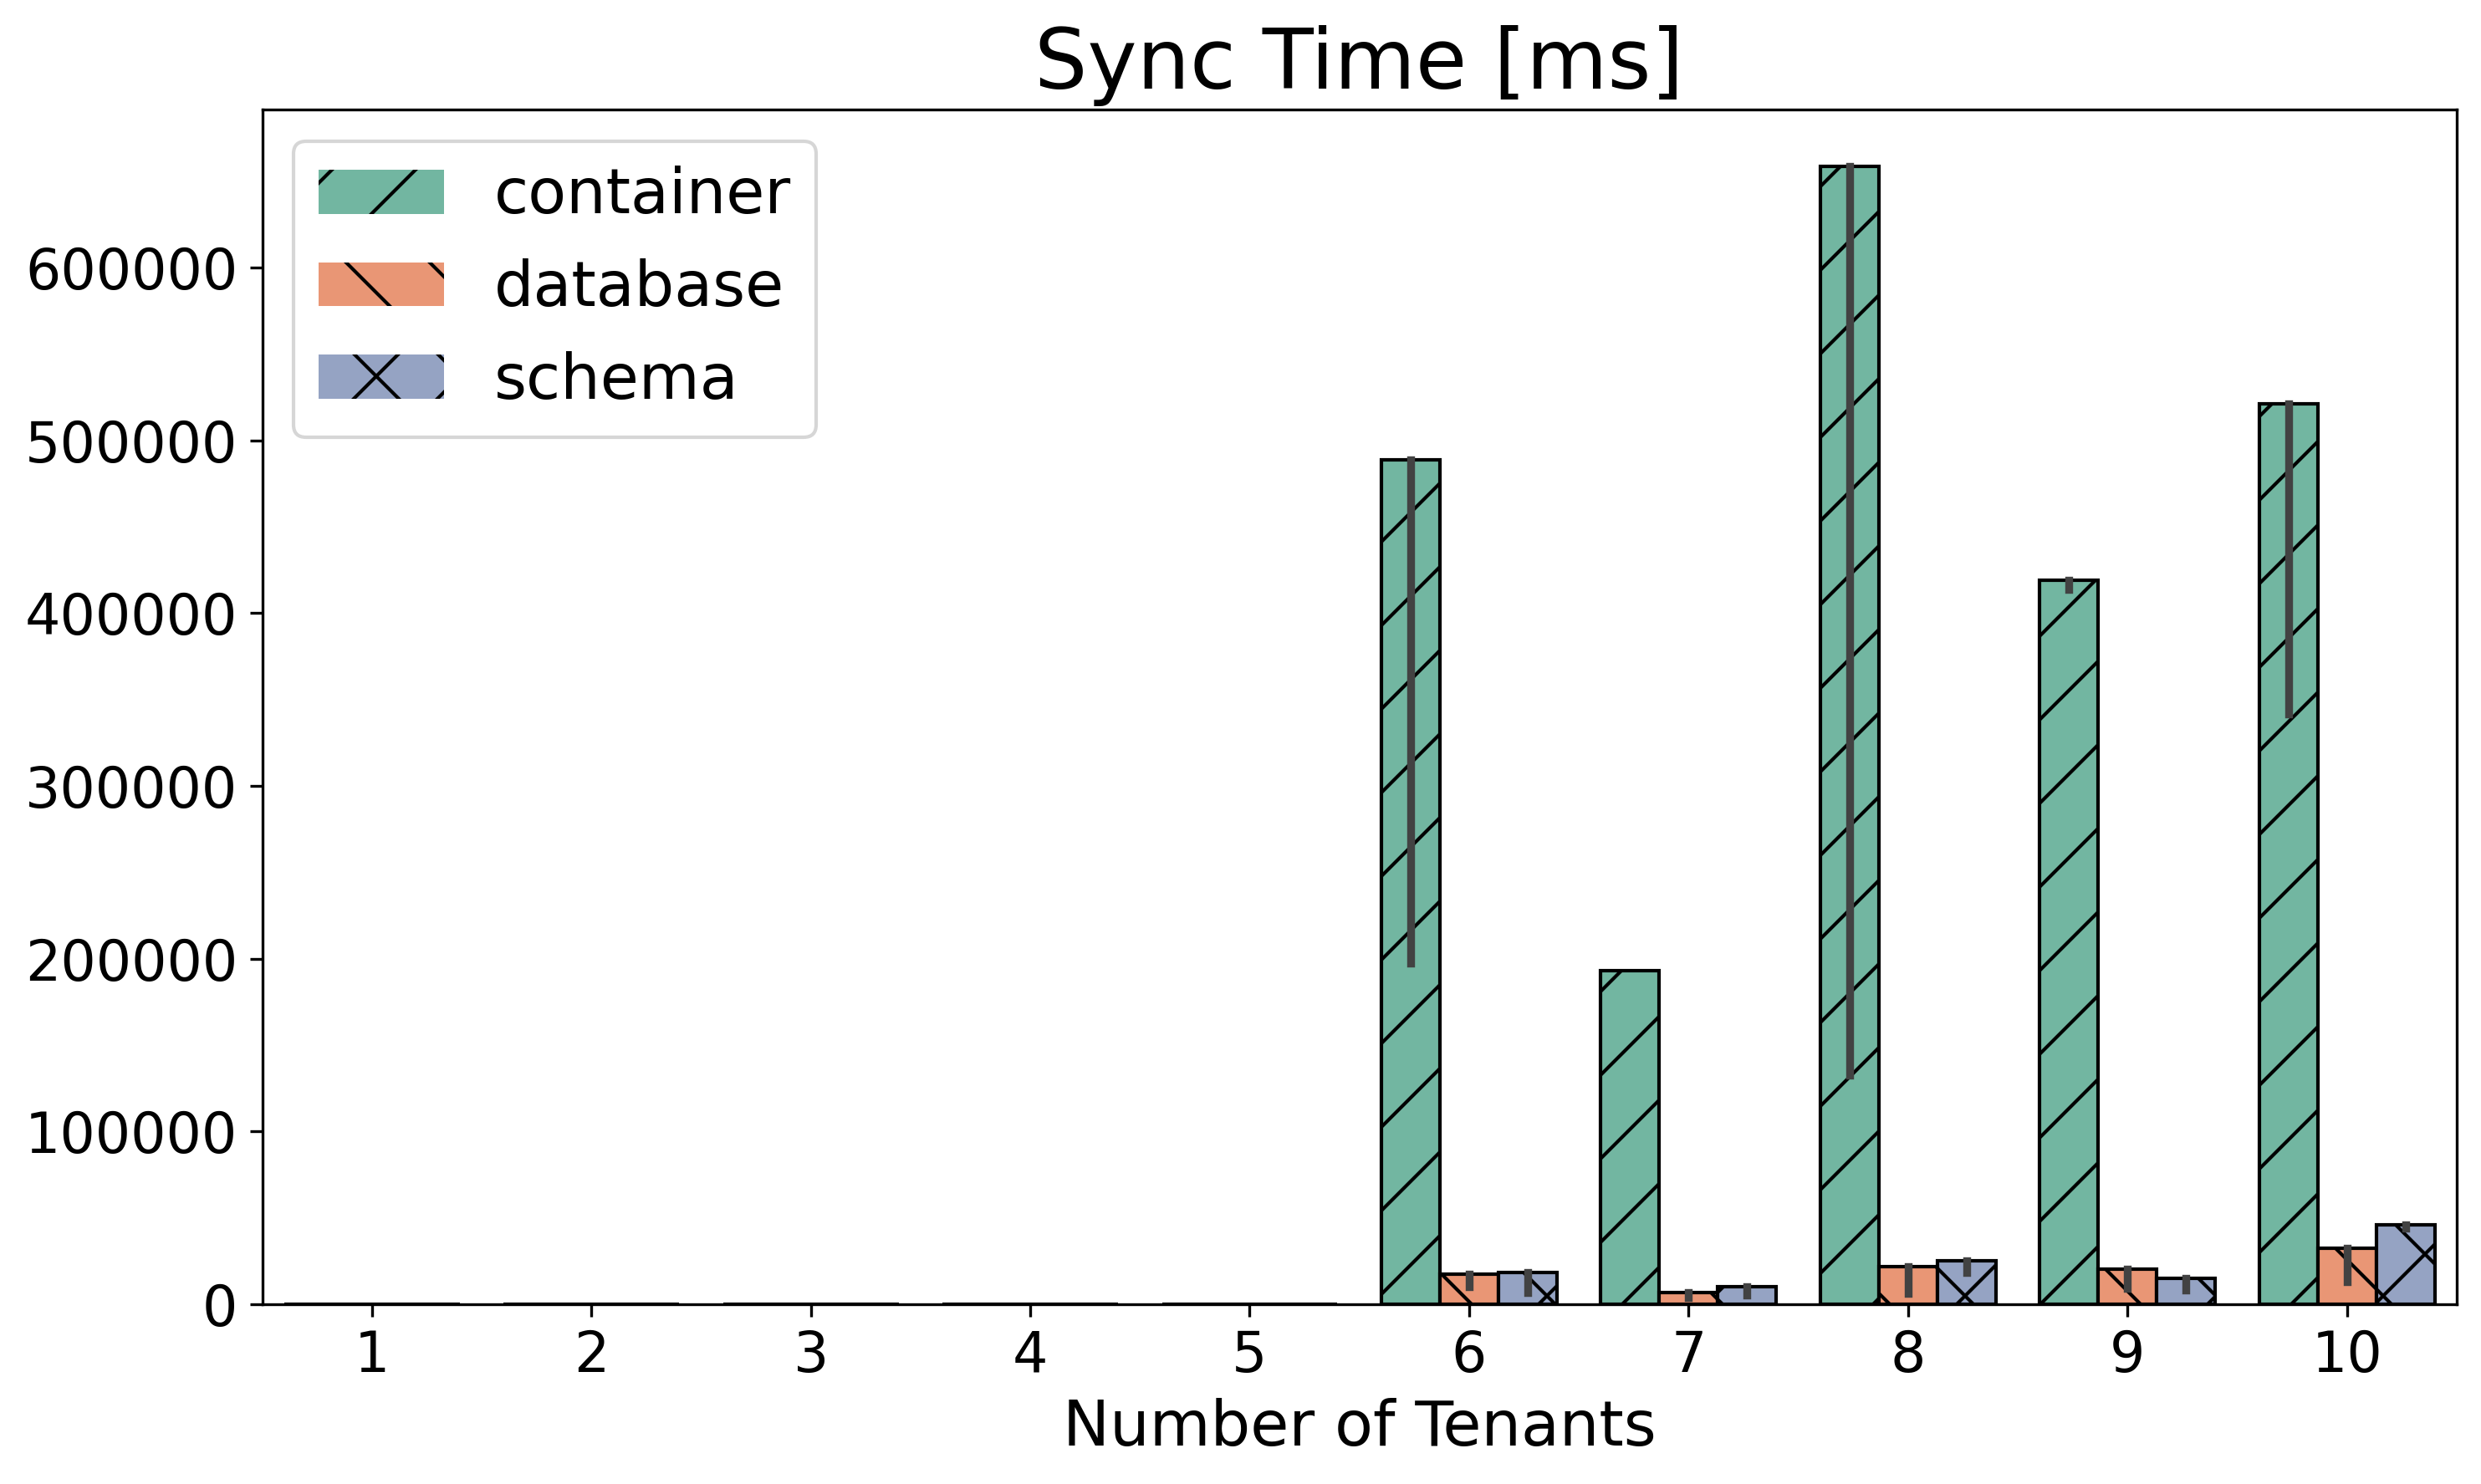 Sync Time [ms]
container
database
schema
600000
500000
400000
300000
200000
100000
0
1 2 3 4 5 6 7 8 9 10
Number of Tenants